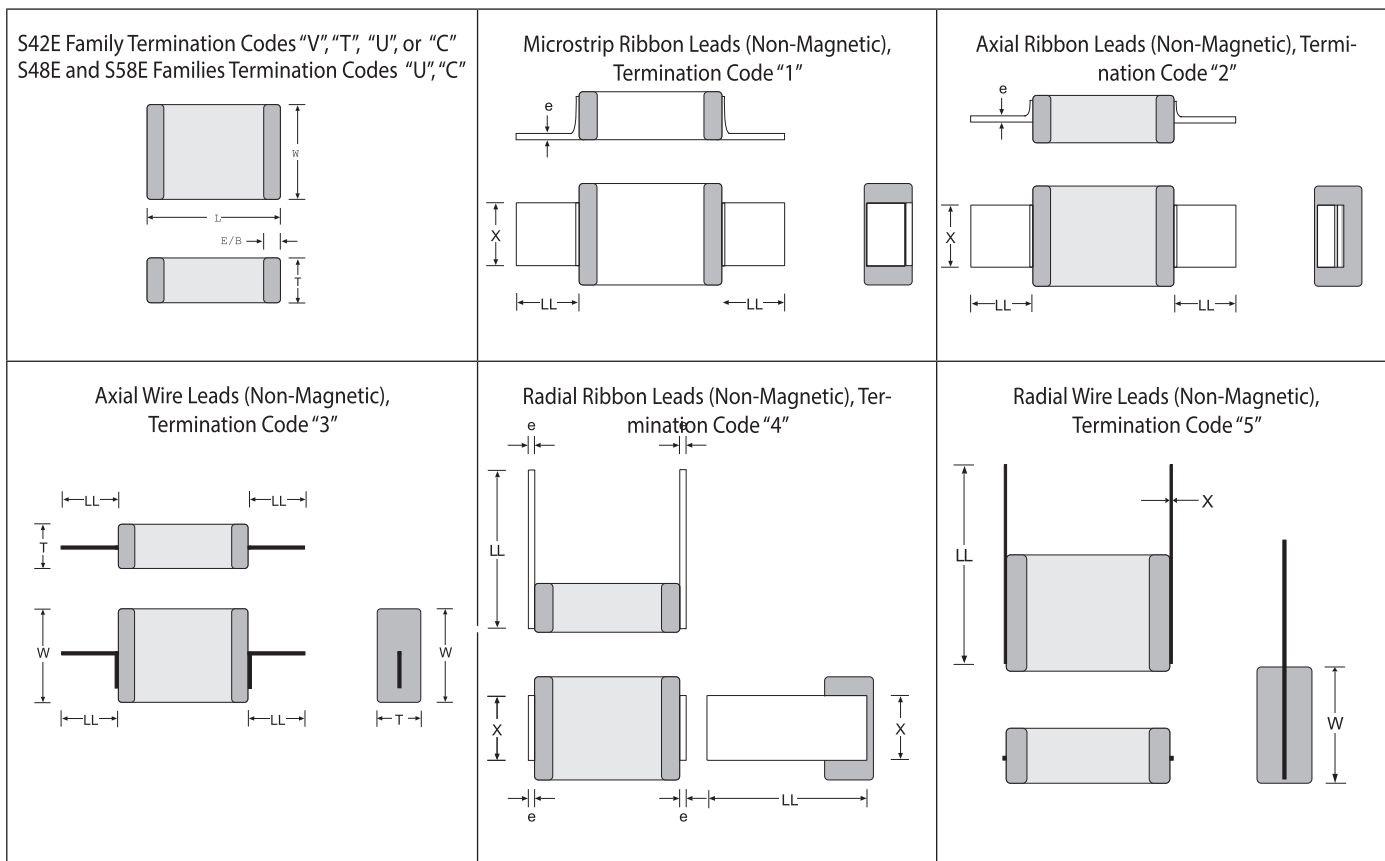 S42E Family Termination Codes “V”, “T”, “U”, or “C”
S48E and S58E Families Termination Codes “U”, “C”
W
L
E/B
T
Microstrip Ribbon Leads (Non-Magnetic),
Termination Code “1”
e
X
LL
LL
Axial Ribbon Leads (Non-Magnetic), Termi-
nation Code “2”
e
X
LL
LL
Axial Wire Leads (Non-Magnetic),
Termination Code “3”
LL
LL
T
W
W
LL
LL
T
Radial Ribbon Leads (Non-Magnetic), Ter-
mination Code “4”
e
e
LL
X
X
LL
e
e
Radial Wire Leads (Non-Magnetic),
Termination Code “5”
X
LL
W